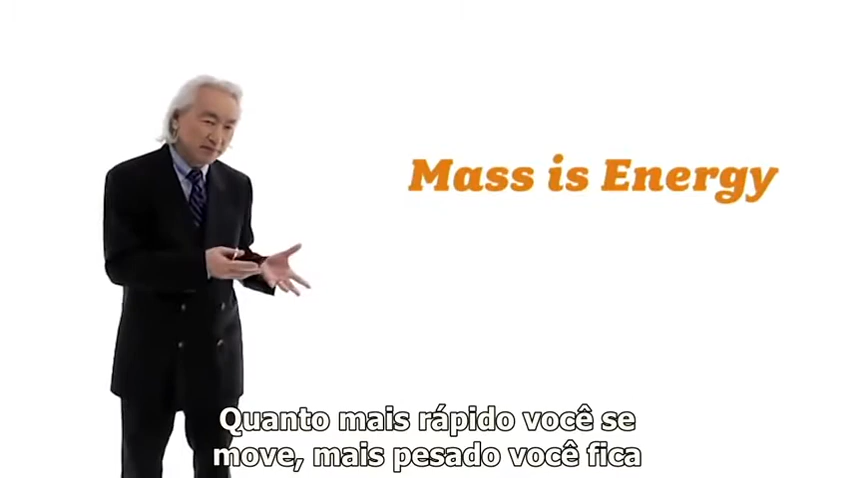 Mass is Energy
Quanto mais rápido você se
move, mais pesado você fica